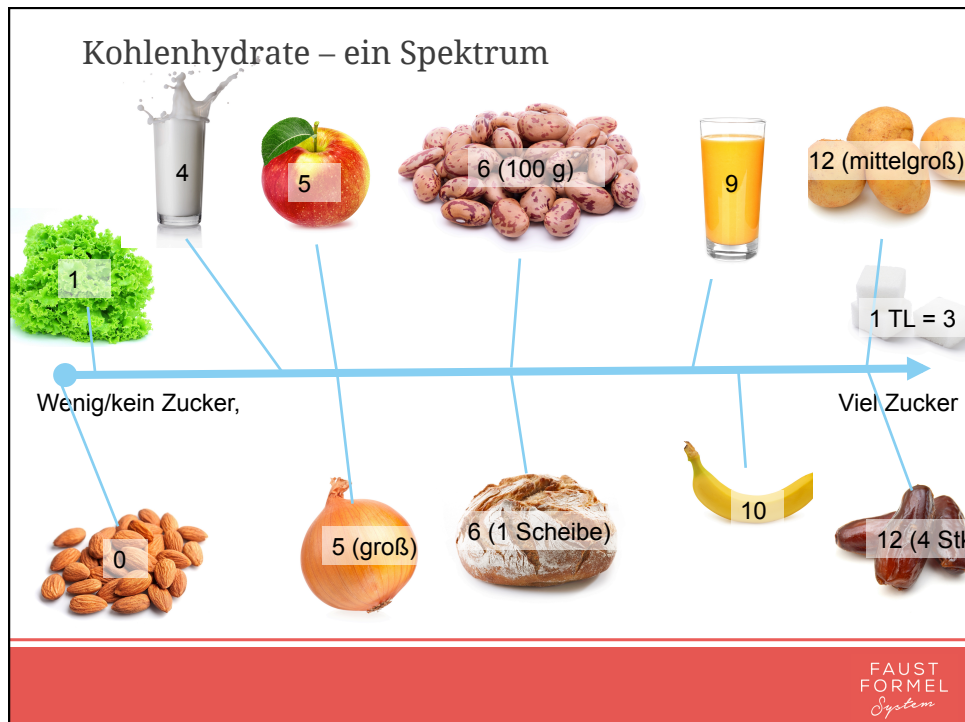 Kohlenhydrate – ein Spektrum
4
5
6 (100 g)
9
12 (mittelgroß)
1
1 TL = 3
Wenig/kein Zucker,
Viel Zucker
0
5 (groß)
6 (1 Scheibe)
10
12 (4 Stk
FAUST
FORMEL
System